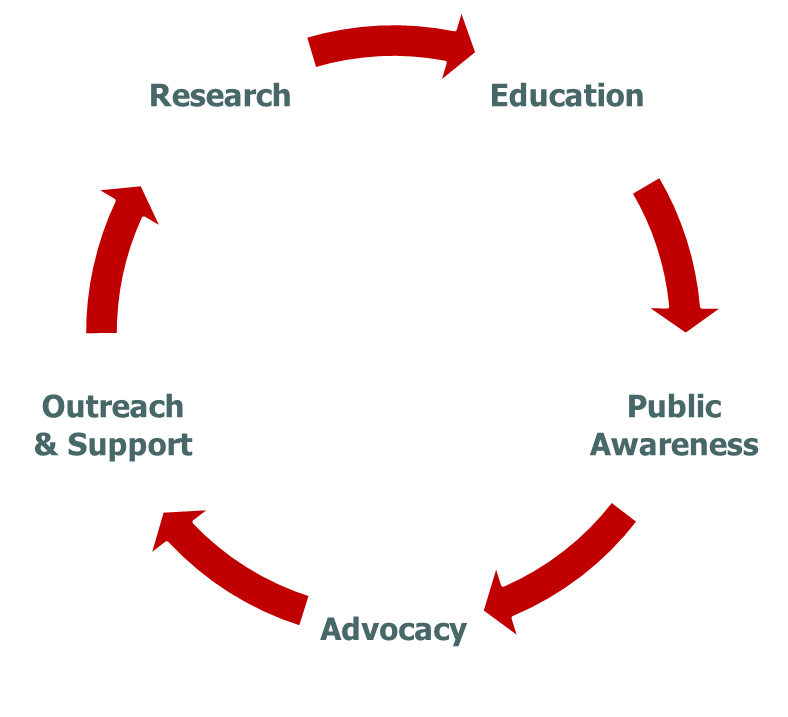 Research
Education
Public
Awareness
Advocacy
Outreach
& Support